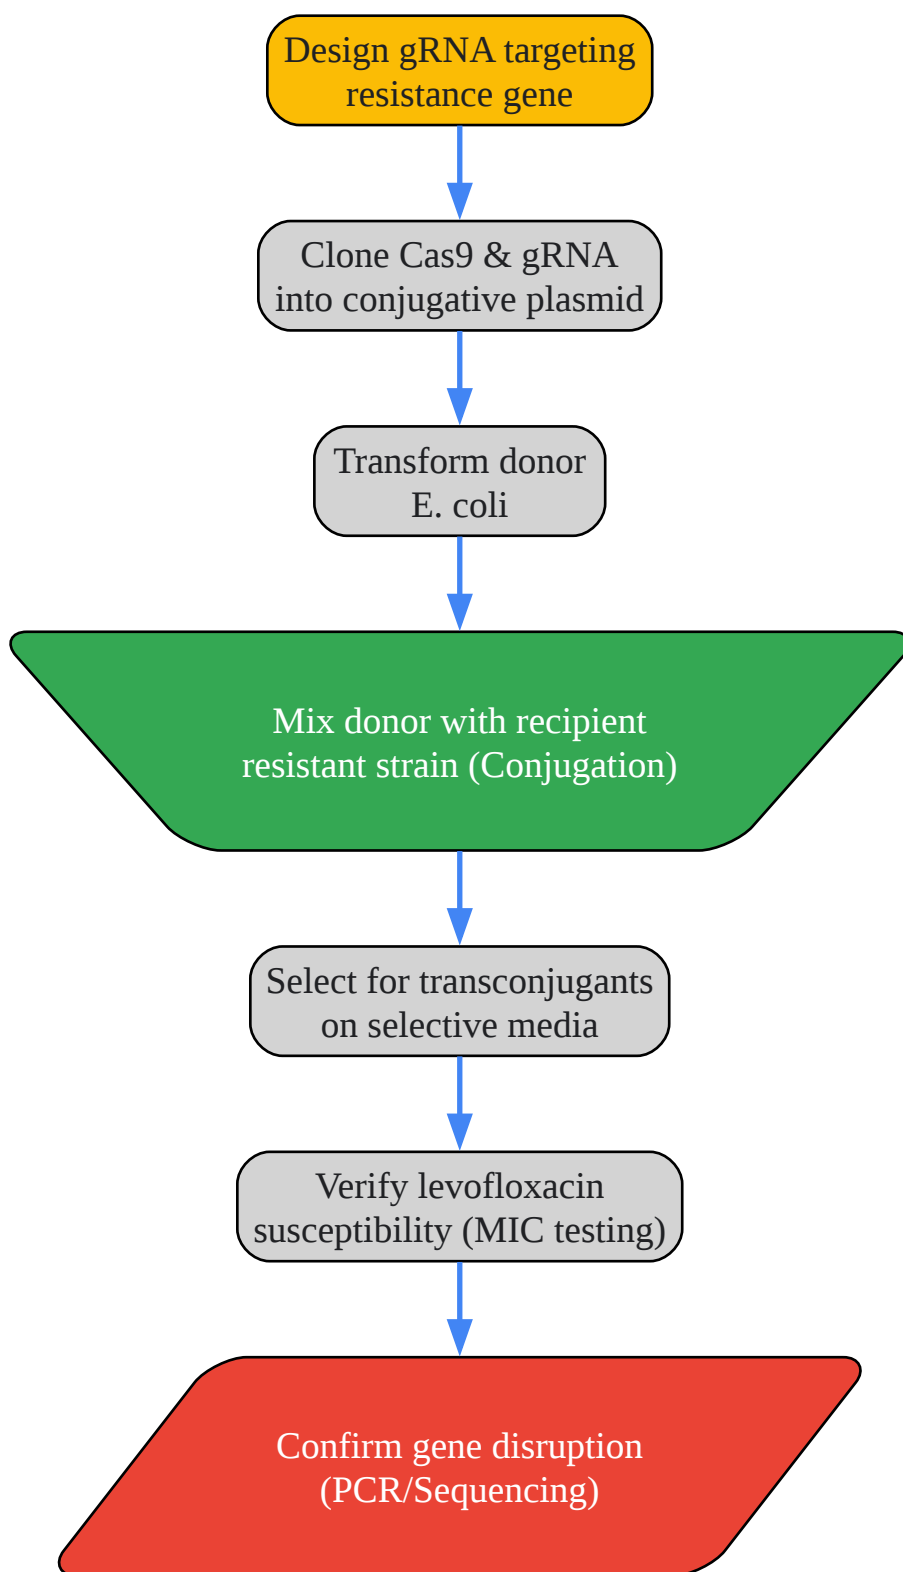 Design gRNA targeting
resistance gene
Clone Cas9 & gRNA
into conjugative plasmid
Transform donor
E. coli
Mix donor with recipient
resistant strain (Conjugation)
Select for transconjugants
on selective media
Verify levofloxacin
susceptibility (MIC testing)
Confirm gene disruption
(PCR/Sequencing)